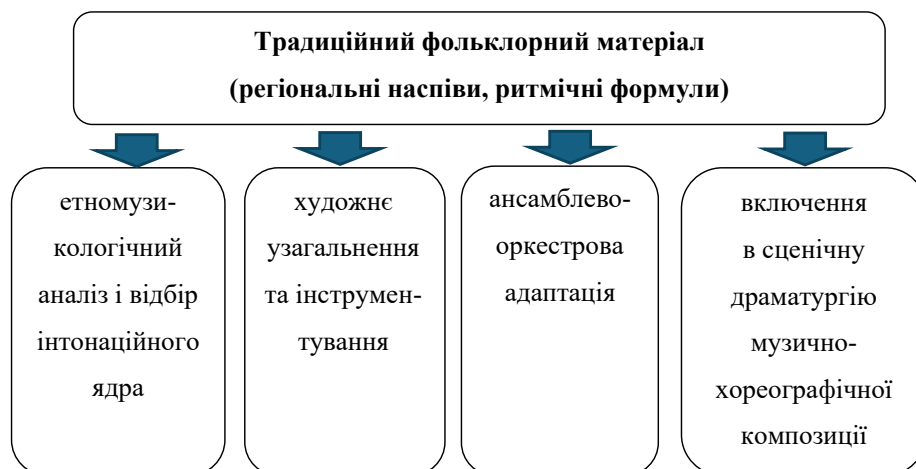 Традиційний фольклорний матеріал
(регіональні наспіви, ритмічні формули)
етномузи-
кологічний
аналіз і відбір
інтонаційного
ядра
художнє
узагальнення
та інструмен-
тування
ансамблево-
оркестрова
адаптація
включення
в сценічну
драматургію
музично-
хореографічної
композиції